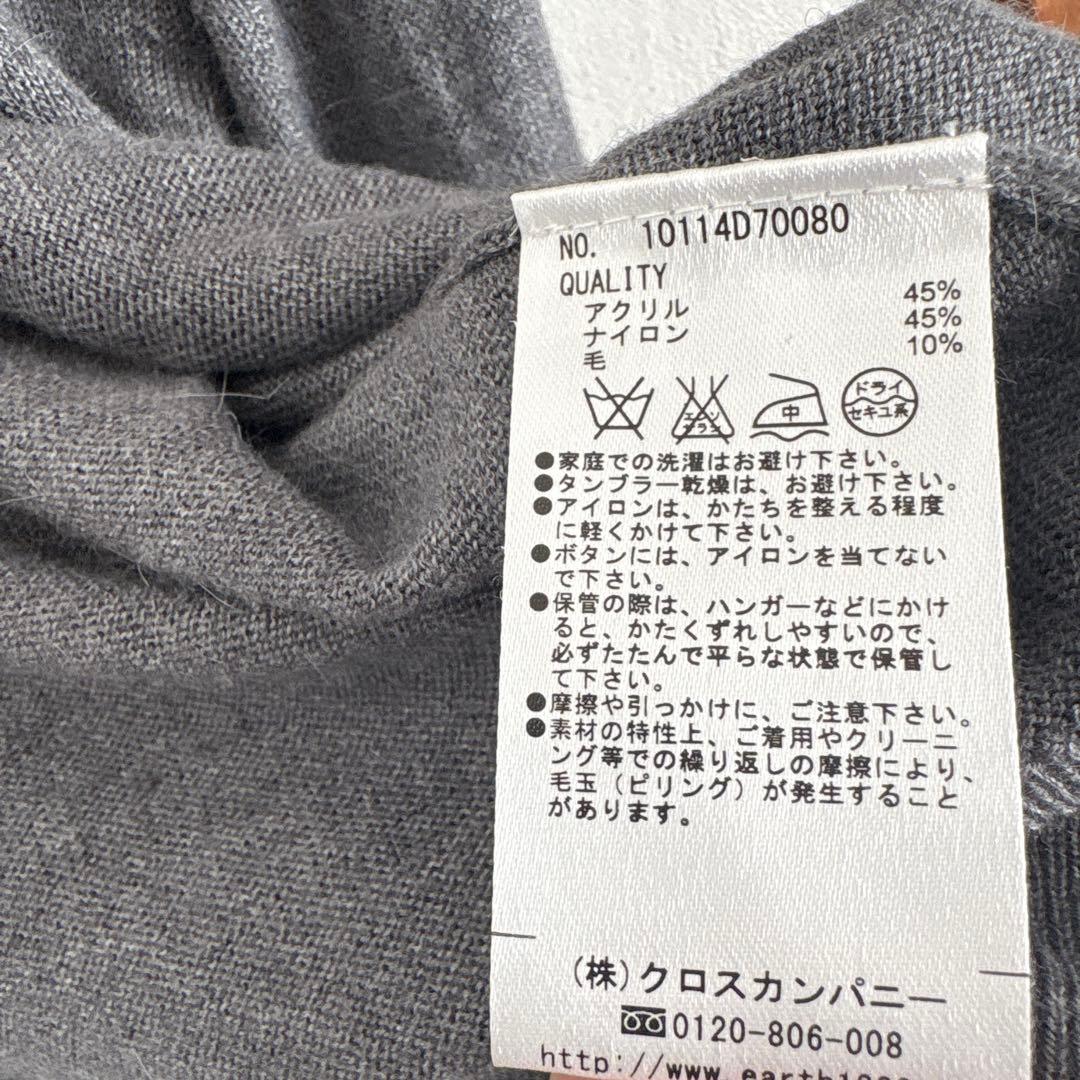 NO. 10114D70080
QUALITY
アクリル 45%
ナイロン 45%
毛 10%
エンソ サラシ 中 ドライ セキユ系
●家庭での洗濯はお避け下さい。
●タンブラー乾燥は、お避け下さい。
●アイロンは、かたちを整える程度
に軽くかけて下さい。
●ボタンには、アイロンを当てない
で下さい。
●保管の際は、ハンガーなどにかけ
ると、かたくずれしやすいので、
必ずたたんで平らな状態で保管し
て下さい。
●摩擦や引っかけに、ご注意下さい。
●素材の特性上、ご着用やクリーニ
ング等での繰り返しの摩擦により、
毛玉（ピリング）が発生すること
があります。
(株)クロスカンパニー
0120-806-008
http://www.earth1999